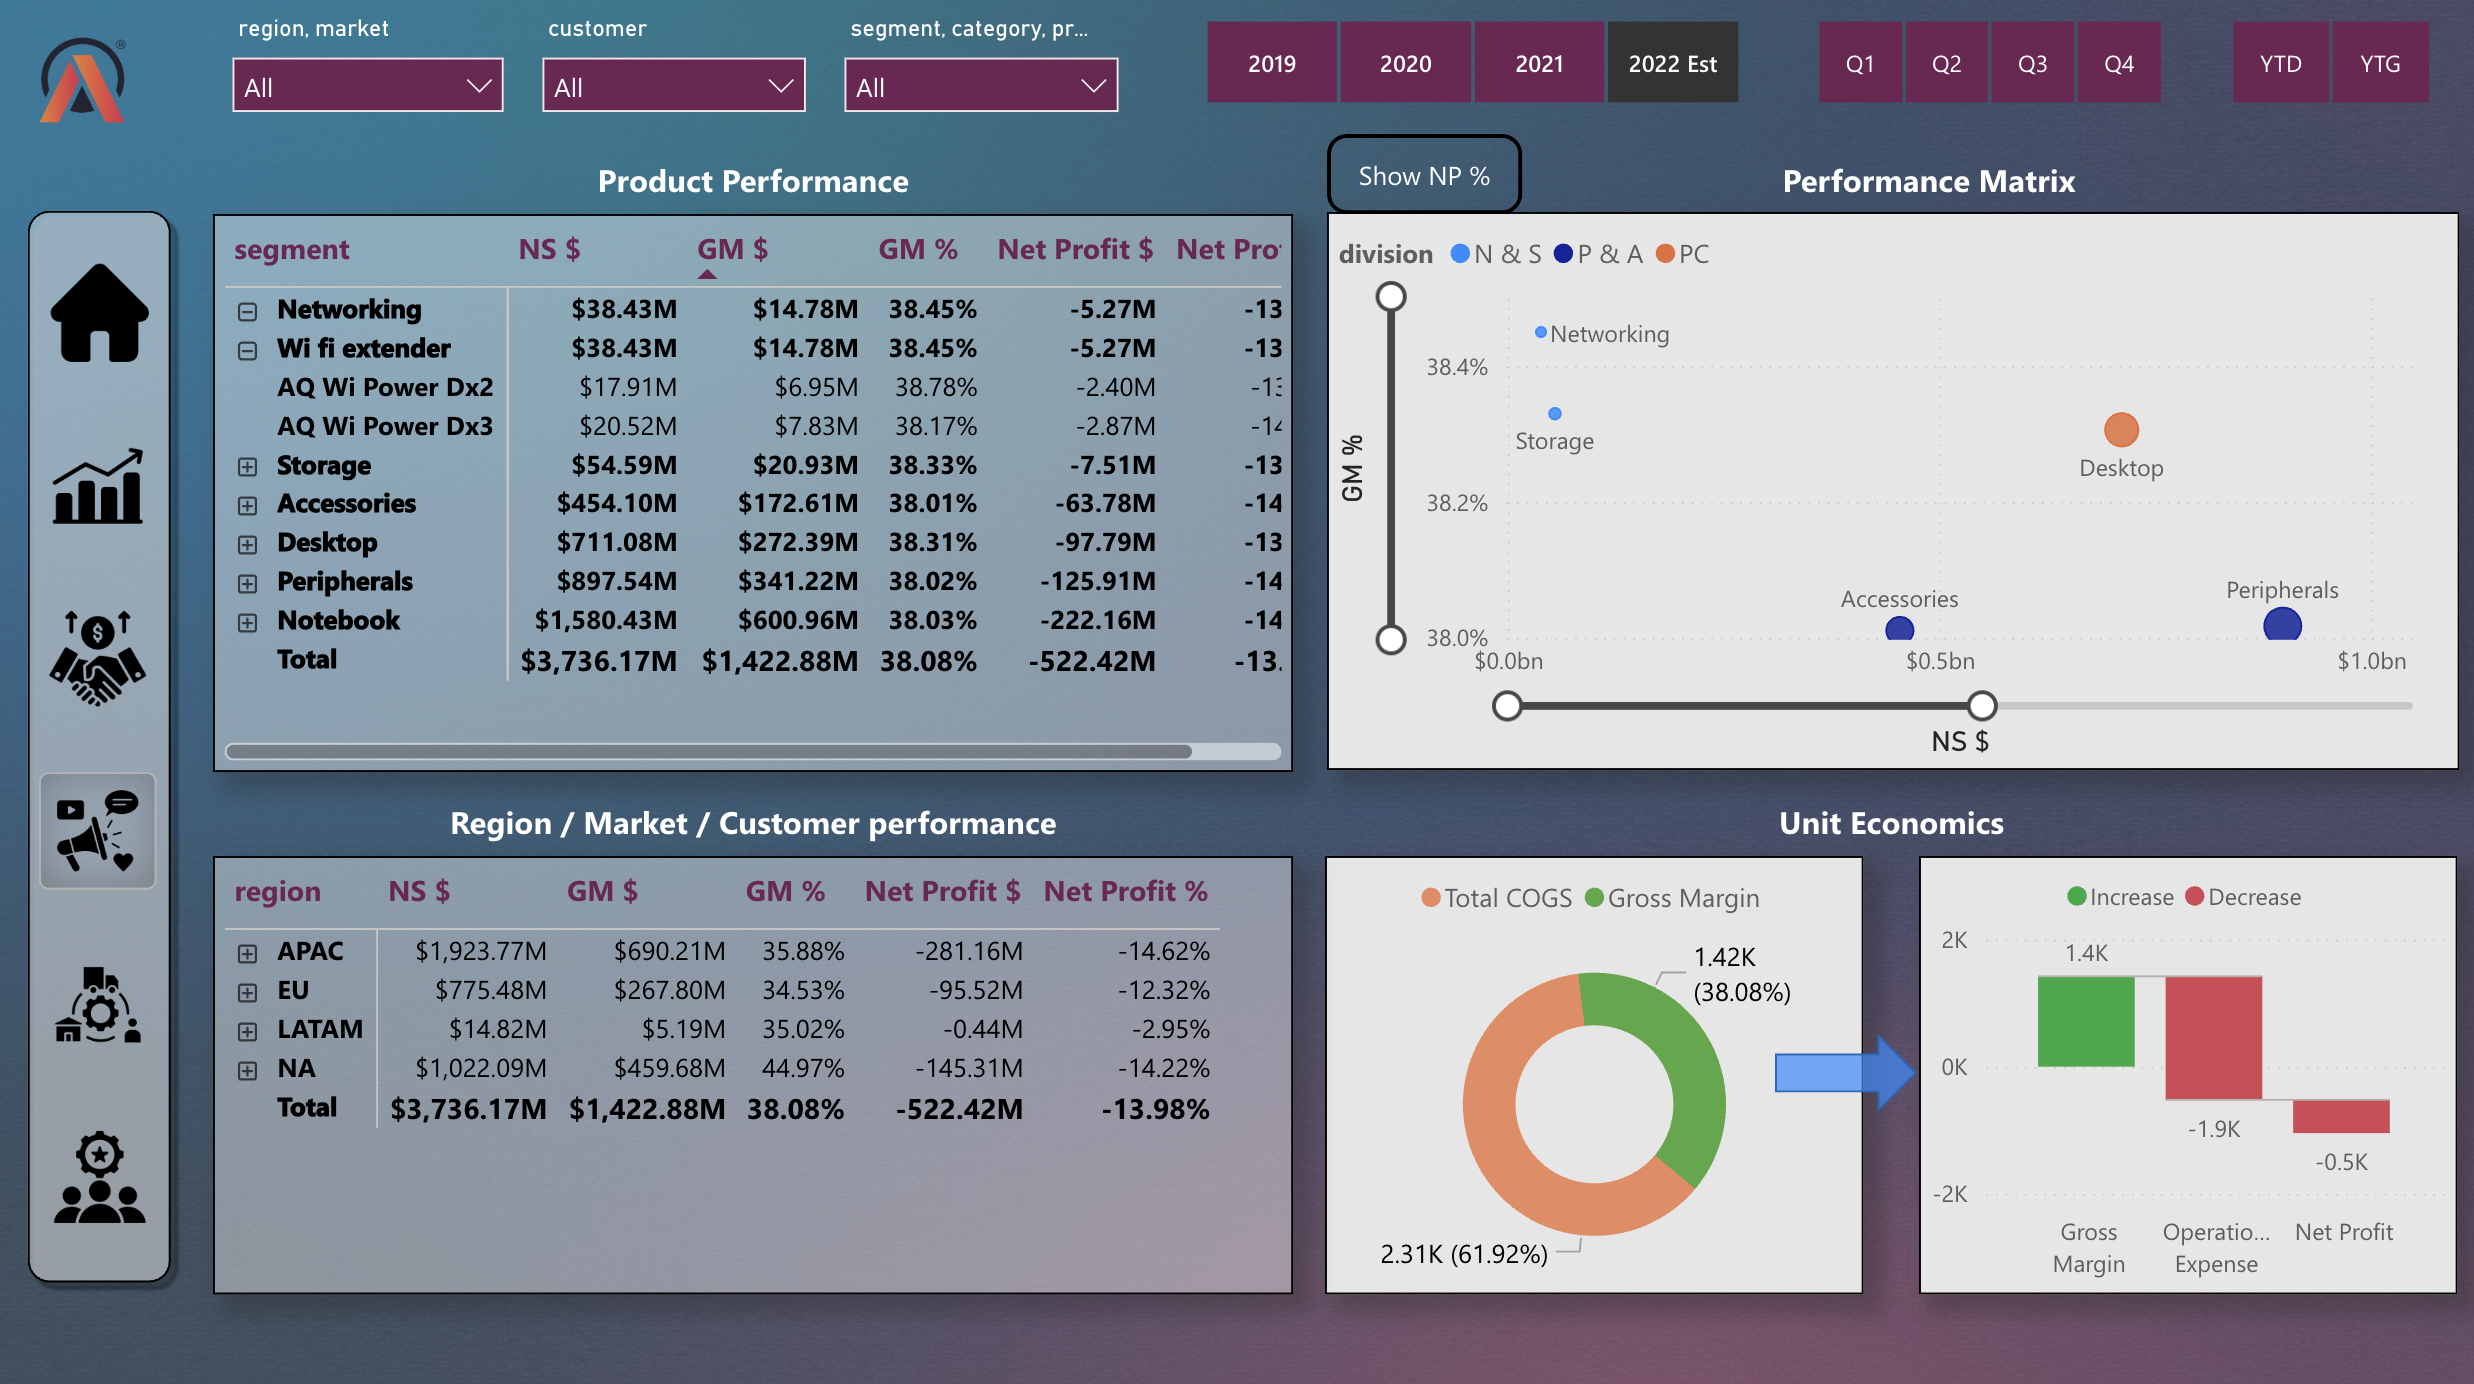 region, market
customer
segment, category, pr...
All
All
All
2019
2020
2021
2022 Est
Q1
Q2
Q3
Q4
YTD
YTG
®
Product Performance
segment NS $ GM $ GM % Net Profit $ Net Prof
Networking $38.43M $14.78M 38.45% -5.27M -13
Wi fi extender $38.43M $14.78M 38.45% -5.27M -13
AQ Wi Power Dx2 $17.91M $6.95M 38.78% -2.40M -13
AQ Wi Power Dx3 $20.52M $7.83M 38.17% -2.87M -14
Storage $54.59M $20.93M 38.33% -7.51M -13
Accessories $454.10M $172.61M 38.01% -63.78M -14
Desktop $711.08M $272.39M 38.31% -97.79M -13
Peripherals $897.54M $341.22M 38.02% -125.91M -14
Notebook $1,580.43M $600.96M 38.03% -222.16M -14
Total $3,736.17M $1,422.88M 38.08% -522.42M -13.
Show NP %
Performance Matrix
division N & S P & A PC
GM %
38.4%
38.2%
38.0%
Networking
Storage
Desktop
Accessories
Peripherals
$0.0bn
$0.5bn
$1.0bn
NS $
Region / Market / Customer performance
region NS $ GM $ GM % Net Profit $ Net Profit %
APAC $1,923.77M $690.21M 35.88% -281.16M -14.62%
EU $775.48M $267.80M 34.53% -95.52M -12.32%
LATAM $14.82M $5.19M 35.02% -0.44M -2.95%
NA $1,022.09M $459.68M 44.97% -145.31M -14.22%
Total $3,736.17M $1,422.88M 38.08% -522.42M -13.98%
Unit Economics
Total COGS Gross Margin
1.42K
(38.08%)
2.31K (61.92%)
Increase Decrease
2K
0K
-2K
1.4K
-1.9K
-0.5K
Gross
Margin
Operatio...
Expense
Net Profit